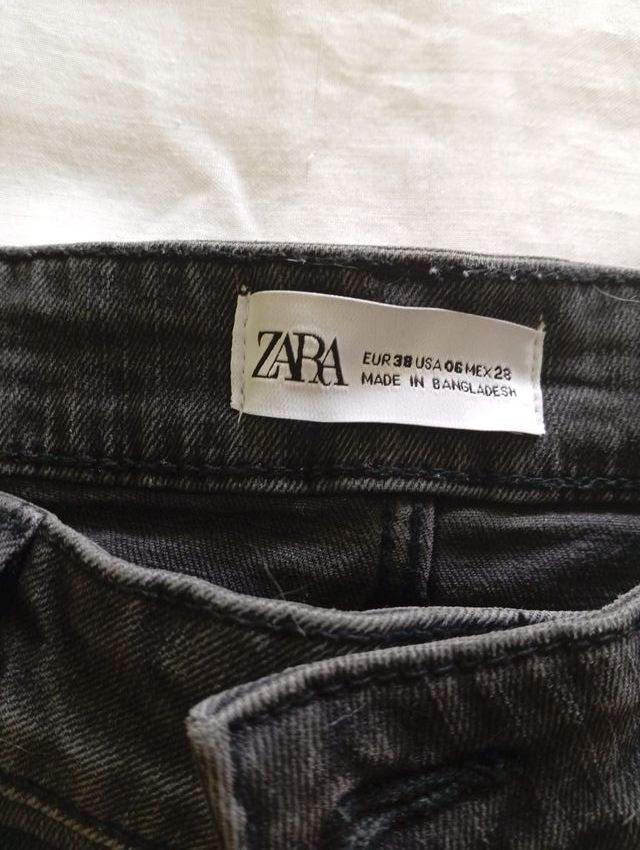 ZARA
EUR 38 USA 06 MEX 28
MADE IN BANGLADESH